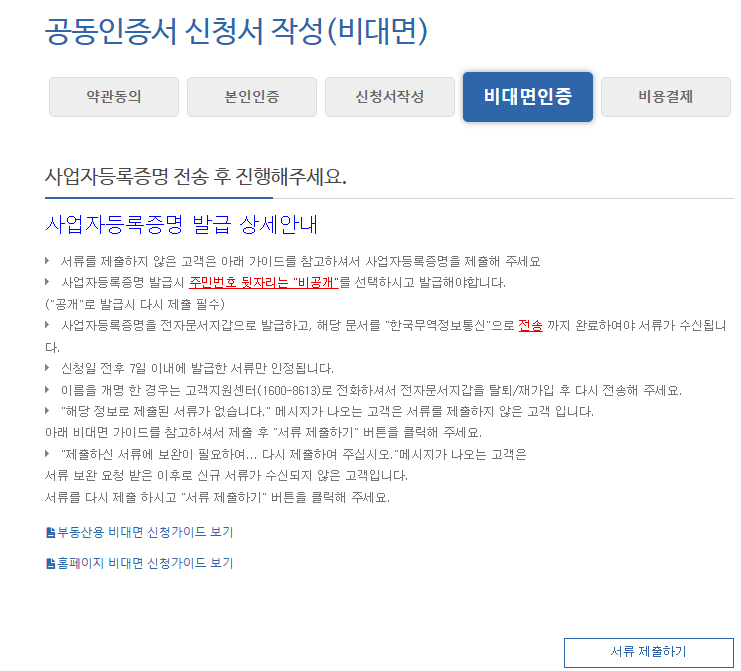 공동인증서 신청서 작성(비대면)
약관동의
본인인증
신청서작성
비대면인증
비용결제
사업자등록증명 전송 후 진행해주세요.
사업자등록증명 발급 상세안내
서류를 제출하지 않은 고객은 아래 가이드를 참고하셔서 사업자등록증명을 제출해 주세요
사업자등록증명 발급시 주민번호 뒷자리는 "비공개"를 선택하시고 발급해야합니다.
("공개"로 발급시 다시 제출 필수)
사업자등록증명을 전자문서지갑으로 발급하고, 해당 문서를 "한국무역정보통신"으로 전송 까지 완료하여야 서류가 수신됩니
다.
신청일 전후 7일 이내에 발급한 서류만 인정됩니다.
이름을 개명 한 경우는 고객지원센터(1600-8613)로 전화하셔서 전자문서지갑을 탈퇴/재가입 후 다시 전송해 주세요.
"해당 정보로 제출된 서류가 없습니다." 메시지가 나오는 고객은 서류를 제출하지 않은 고객 입니다.
아래 비대면 가이드를 참고하셔서 제출 후 "서류 제출하기" 버튼을 클릭해 주세요.
"제출하신 서류에 보완이 필요하여... 다시 제출하여 주십시오."메시지가 나오는 고객은
서류 보완 요청 받은 이후로 신규 서류가 수신되지 않은 고객입니다.
서류를 다시 제출 하시고 "서류 제출하기" 버튼을 클릭해 주세요.
부동산용 비대면 신청가이드 보기
홈페이지 비대면 신청가이드 보기
서류 제출하기